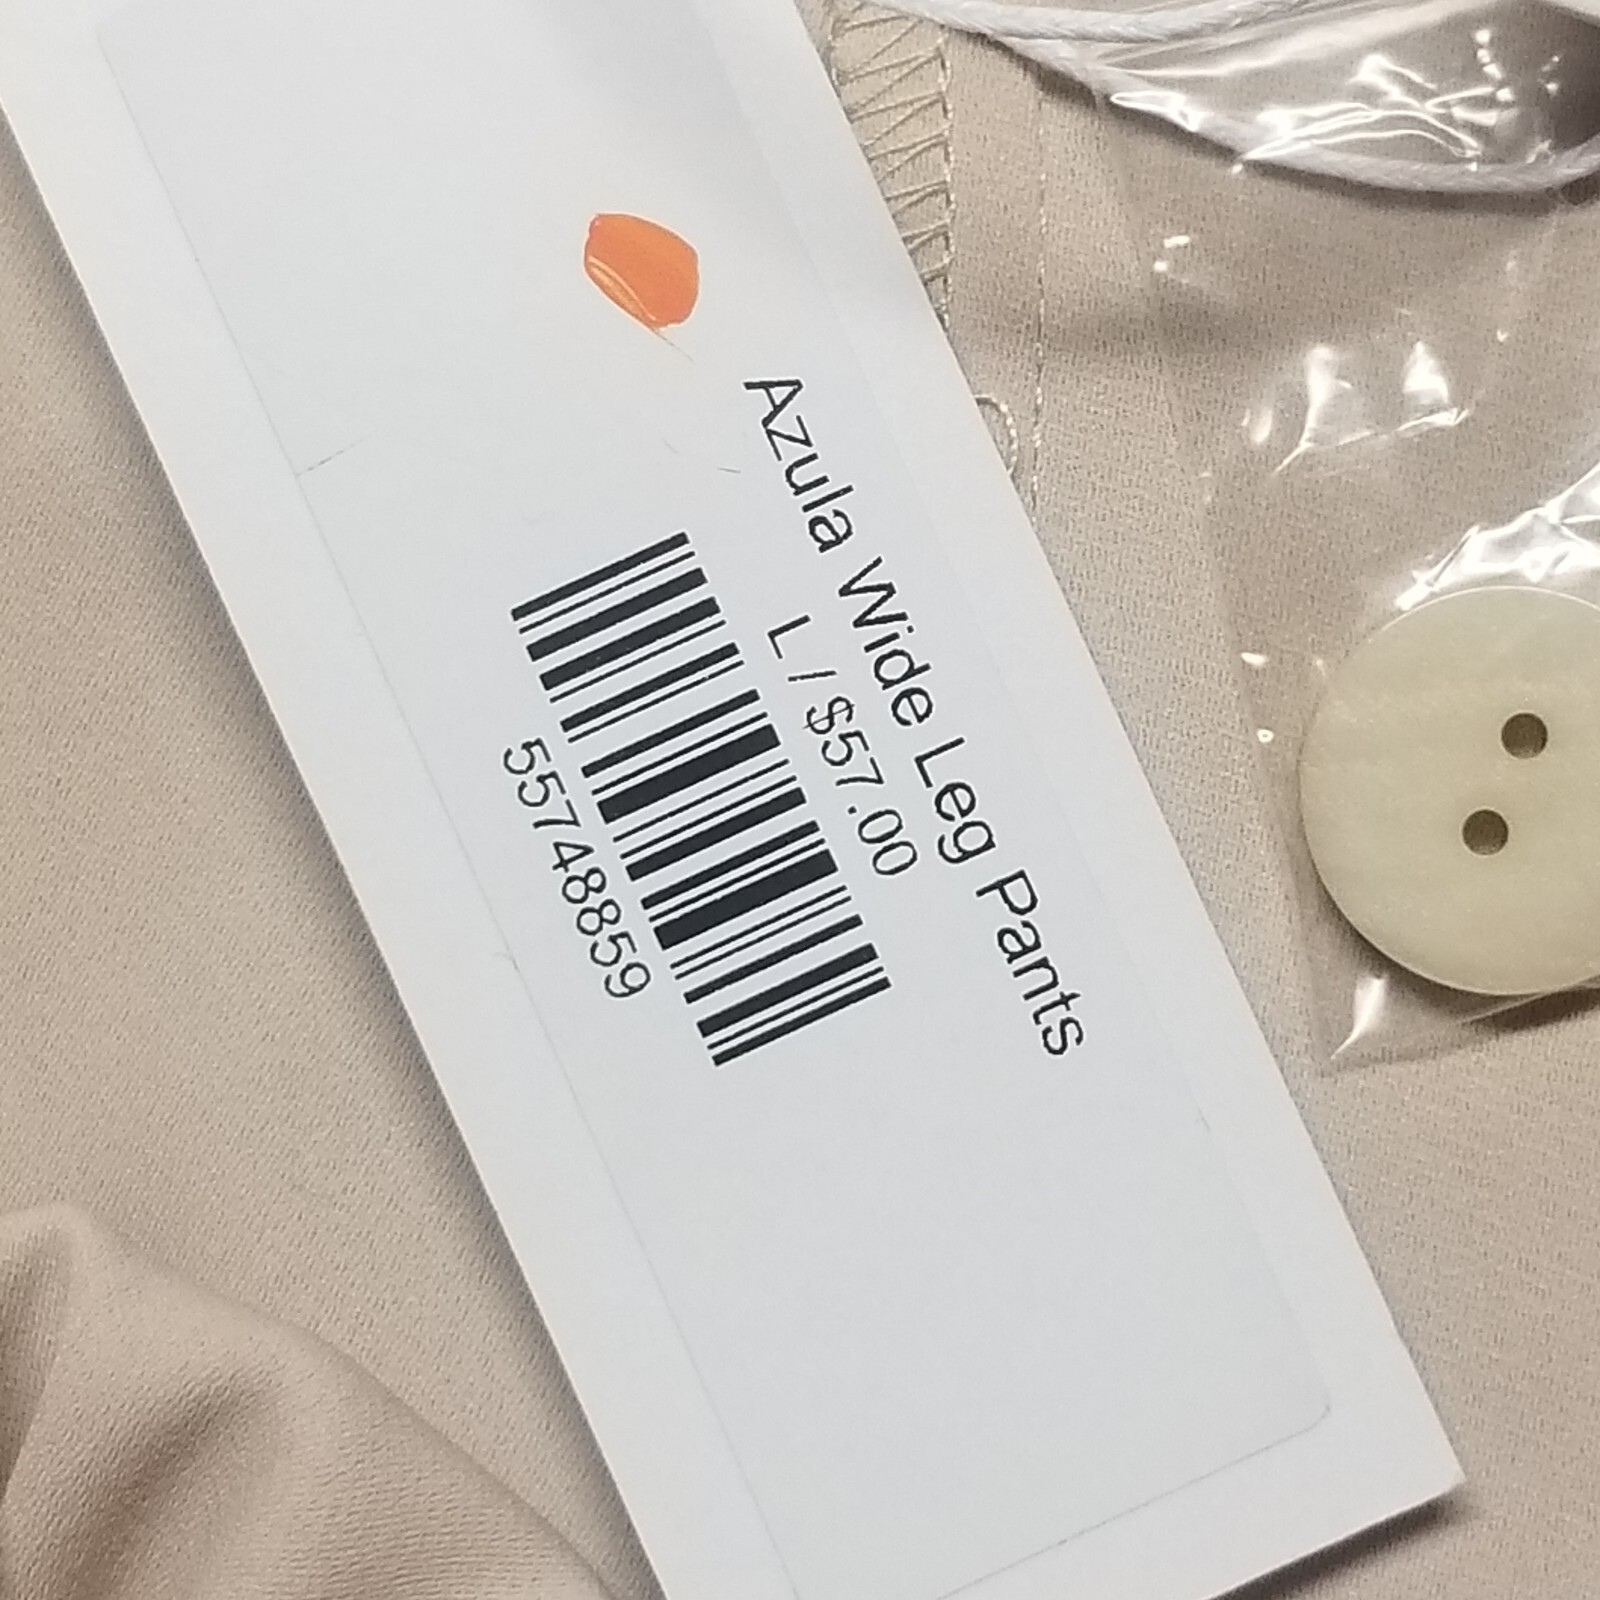 Azula Wide Leg Pants
L / $57.00
55748859